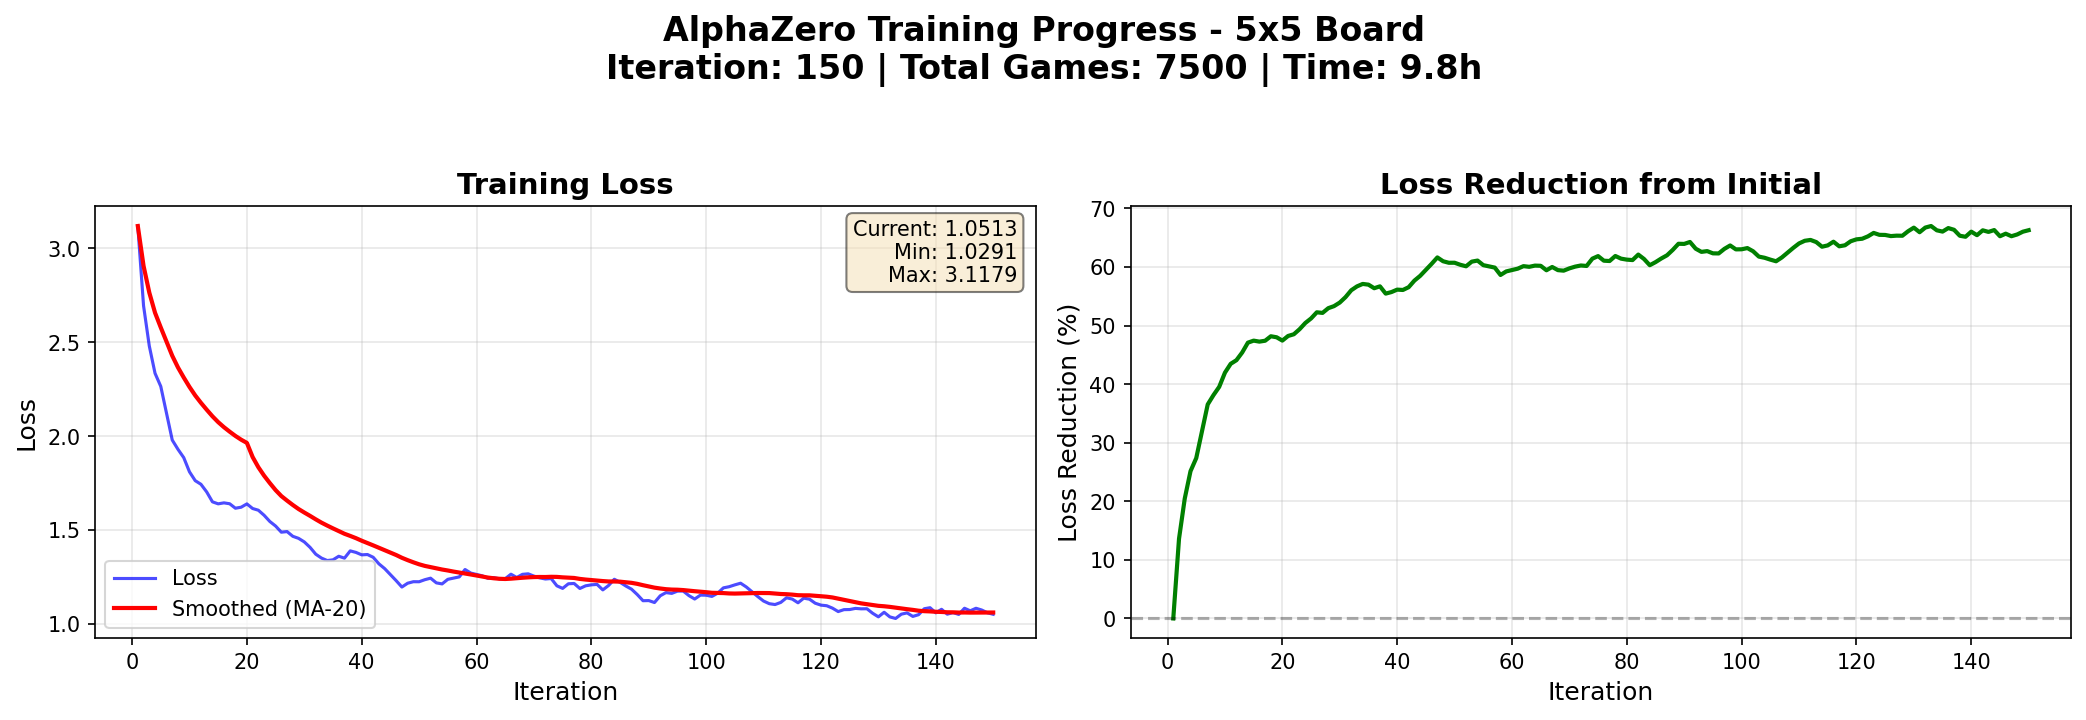 AlphaZero Training Progress - 5x5 Board
Iteration: 150 | Total Games: 7500 | Time: 9.8h
Training Loss
Loss
3.0
2.5
2.0
1.5
1.0
Current: 1.0513
Min: 1.0291
Max: 3.1179
Loss
Smoothed (MA-20)
0 20 40 60 80 100 120 140
Iteration
Loss Reduction from Initial
Loss Reduction (%)
70
60
50
40
30
20
10
0
0 20 40 60 80 100 120 140
Iteration